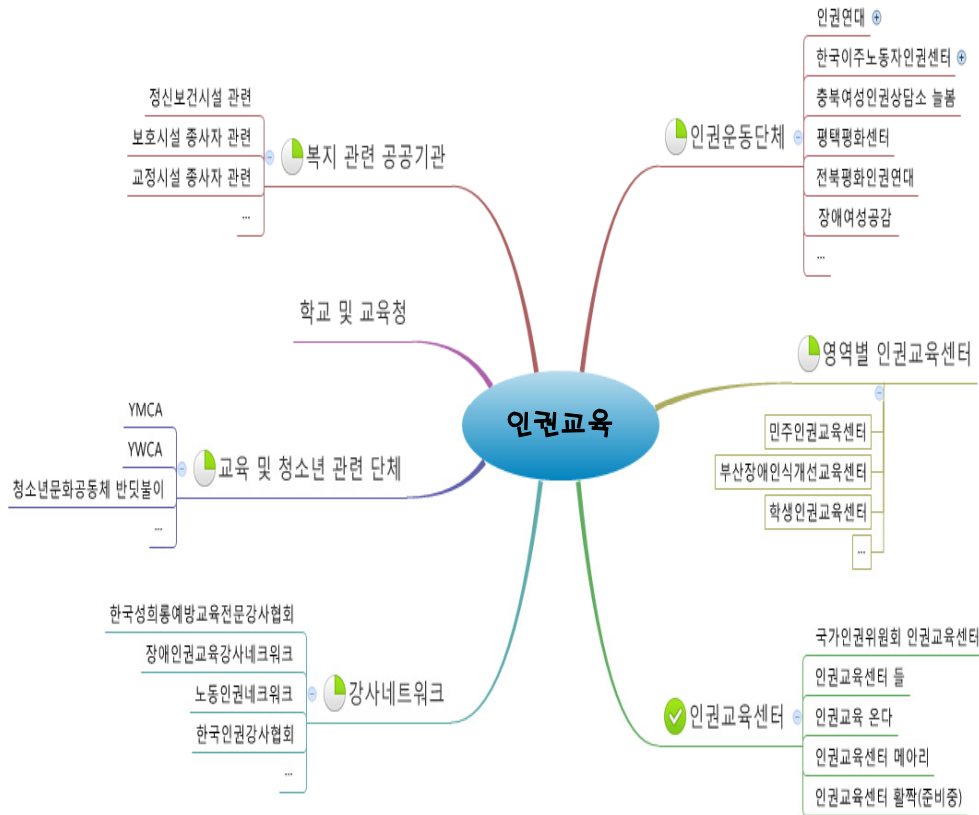 인권교육
인권운동단체
인권연대
한국이주노동자인권센터
충북여성인권상담소 늘봄
평택평화센터
전북평화인권연대
장애여성공감
...
영역별 인권교육센터
민주인권교육센터
부산장애인식개선교육센터
학생인권교육센터
...
인권교육센터
국가인권위원회 인권교육센터
인권교육센터 들
인권교육 온다
인권교육센터 메아리
인권교육센터 활짝(준비중)
복지 관련 공공기관
정신보건시설 관련
보호시설 종사자 관련
교정시설 종사자 관련
...
학교 및 교육청
교육 및 청소년 관련 단체
YMCA
YWCA
청소년문화공동체 반딧불이
...
강사네트워크
한국성희롱예방교육전문강사협회
장애인권교육강사네크워크
노동인권네크워크
한국인권강사협회
...